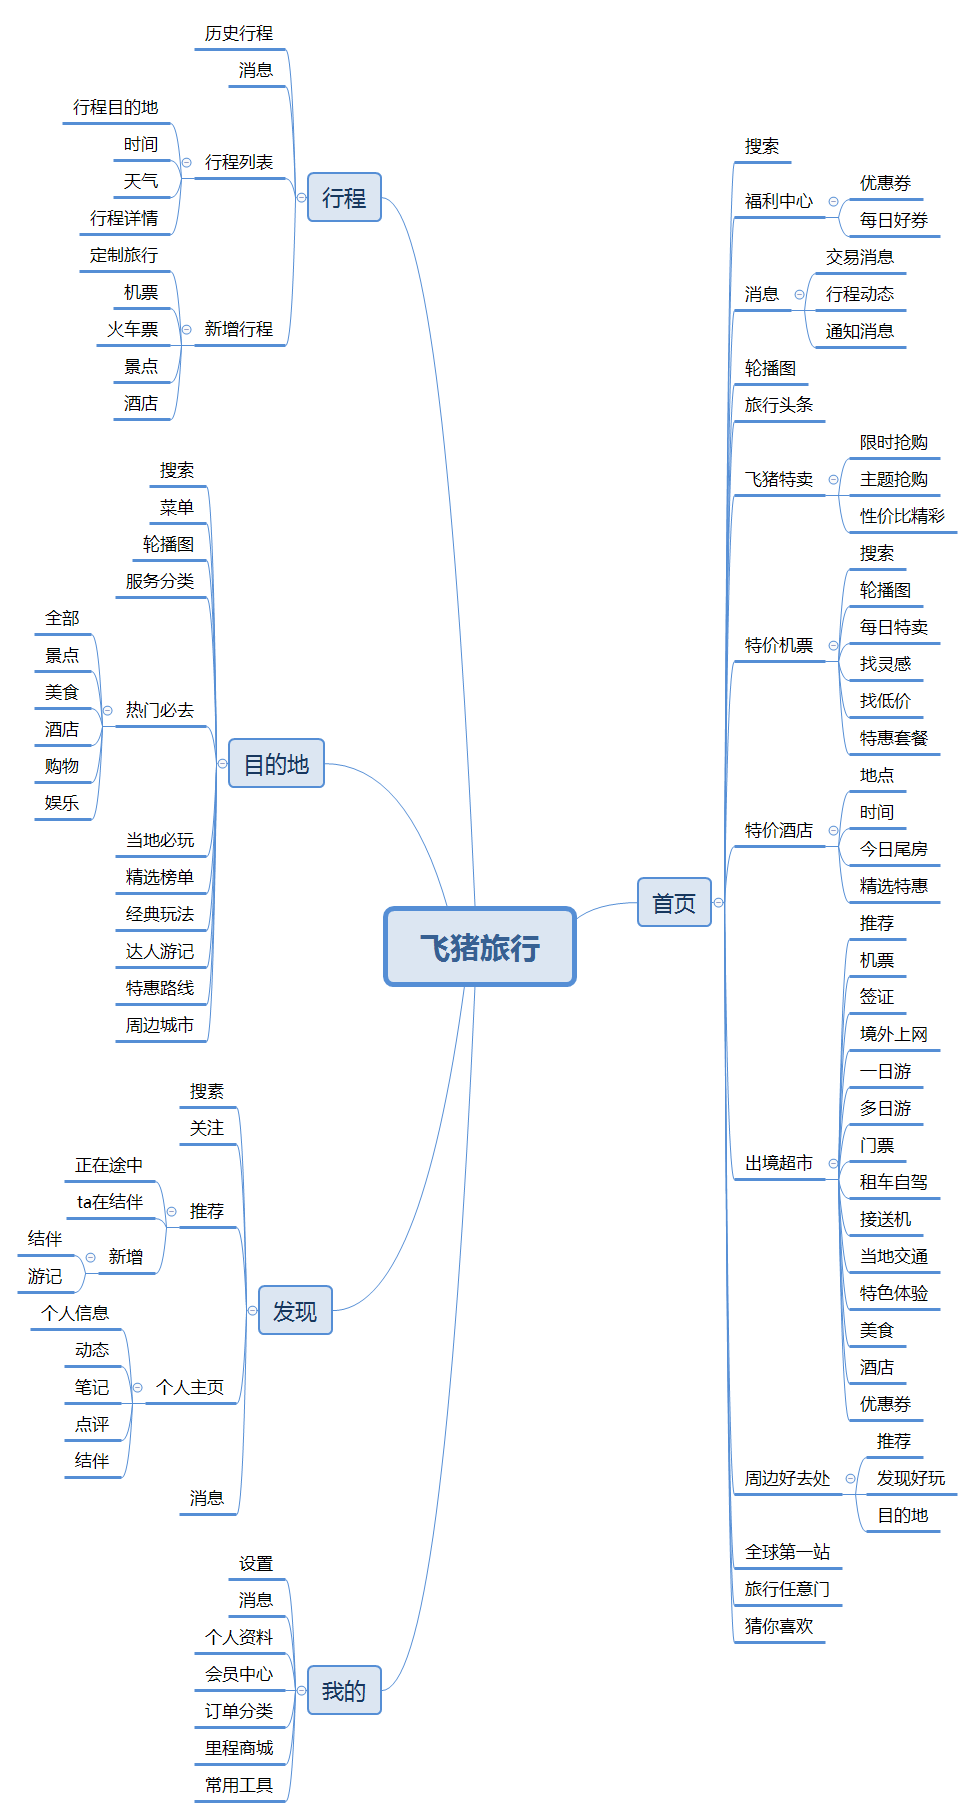 飞猪旅行
首页
搜索
福利中心
优惠券
每日好券
消息
交易消息
行程动态
通知消息
轮播图
旅行头条
飞猪特卖
限时抢购
主题抢购
性价比精彩
特价机票
搜索
轮播图
每日特卖
找灵感
找低价
特惠套餐
特价酒店
地点
时间
今日尾房
精选特惠
出境超市
推荐
机票
签证
境外上网
一日游
多日游
门票
租车自驾
接送机
当地交通
特色体验
美食
酒店
优惠券
周边好去处
推荐
发现好玩
目的地
全球第一站
旅行任意门
猜你喜欢
行程
历史行程
消息
行程列表
行程目的地
时间
天气
行程详情
新增行程
定制旅行
机票
火车票
景点
酒店
目的地
搜索
菜单
轮播图
服务分类
热门必去
全部
景点
美食
酒店
购物
娱乐
当地必玩
精选榜单
经典玩法
达人游记
特惠路线
周边城市
发现
搜素
关注
推荐
正在途中
ta在结伴
新增
结伴
游记
个人主页
个人信息
动态
笔记
点评
结伴
消息
我的
设置
消息
个人资料
会员中心
订单分类
里程商城
常用工具